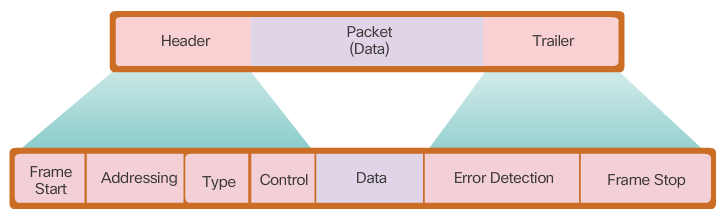 Header
Packet
(Data)
Trailer
Frame
Start
Addressing
Type
Control
Data
Error Detection
Frame Stop